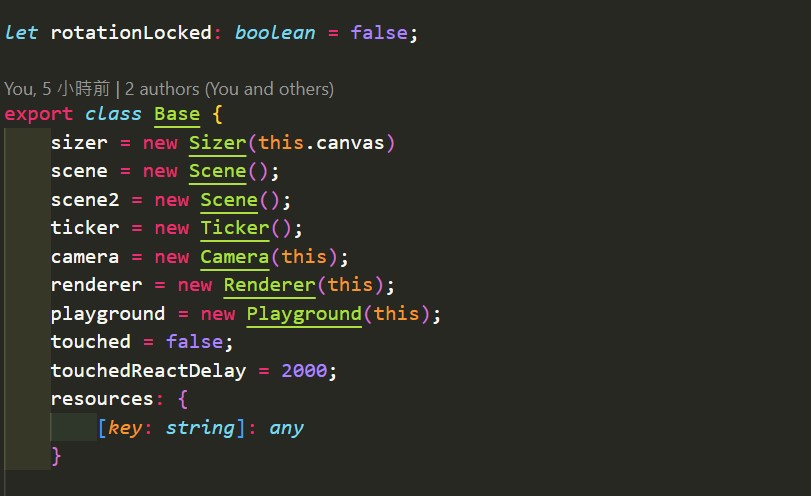 let rotationLocked: boolean = false;
You, 5 小時前 | 2 authors (You and others)
export class Base {
    sizer = new Sizer(this.canvas)
    scene = new Scene();
    scene2 = new Scene();
    ticker = new Ticker();
    camera = new Camera(this);
    renderer = new Renderer(this);
    playground = new Playground(this);
    touched = false;
    touchedReactDelay = 2000;
    resources: {
        [key: string]: any
    }